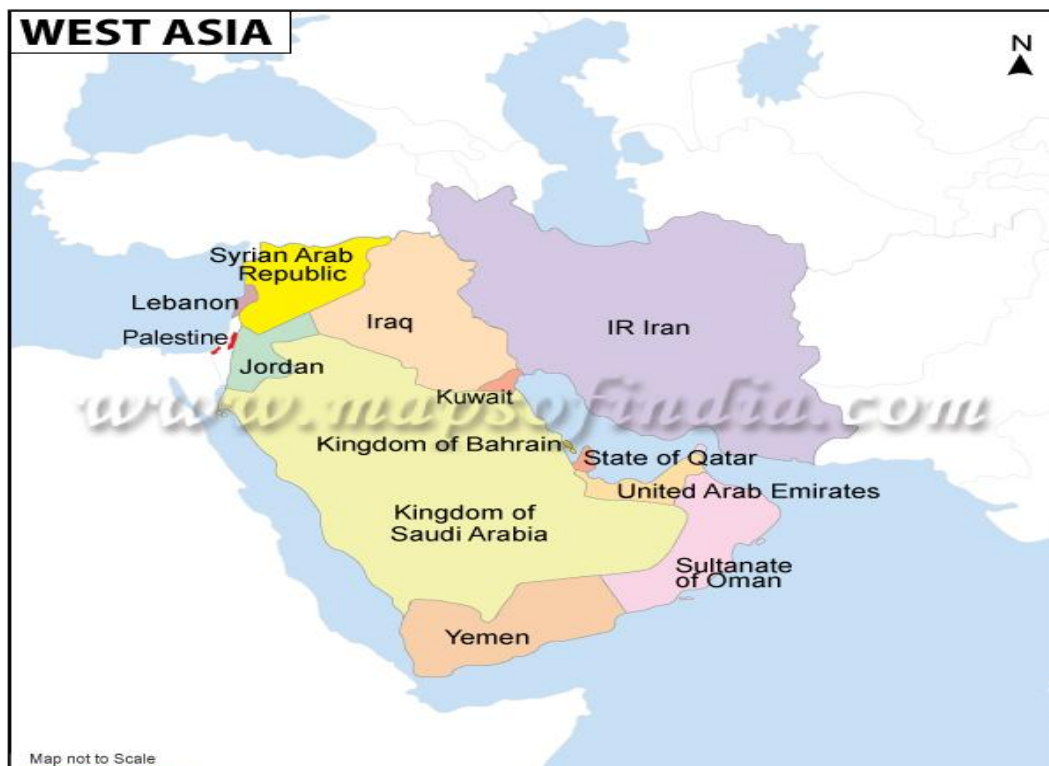 WEST ASIA
N
Syrian Arab
Republic
Lebanon
Iraq
IR Iran
Palestine
Jordan
Kuwait
www.mapsofindia.com
Kingdom of Bahrain
State of Qatar
United Arab Emirates
Kingdom of
Saudi Arabia
Sultanate
of Oman
Yemen
Map not to Scale